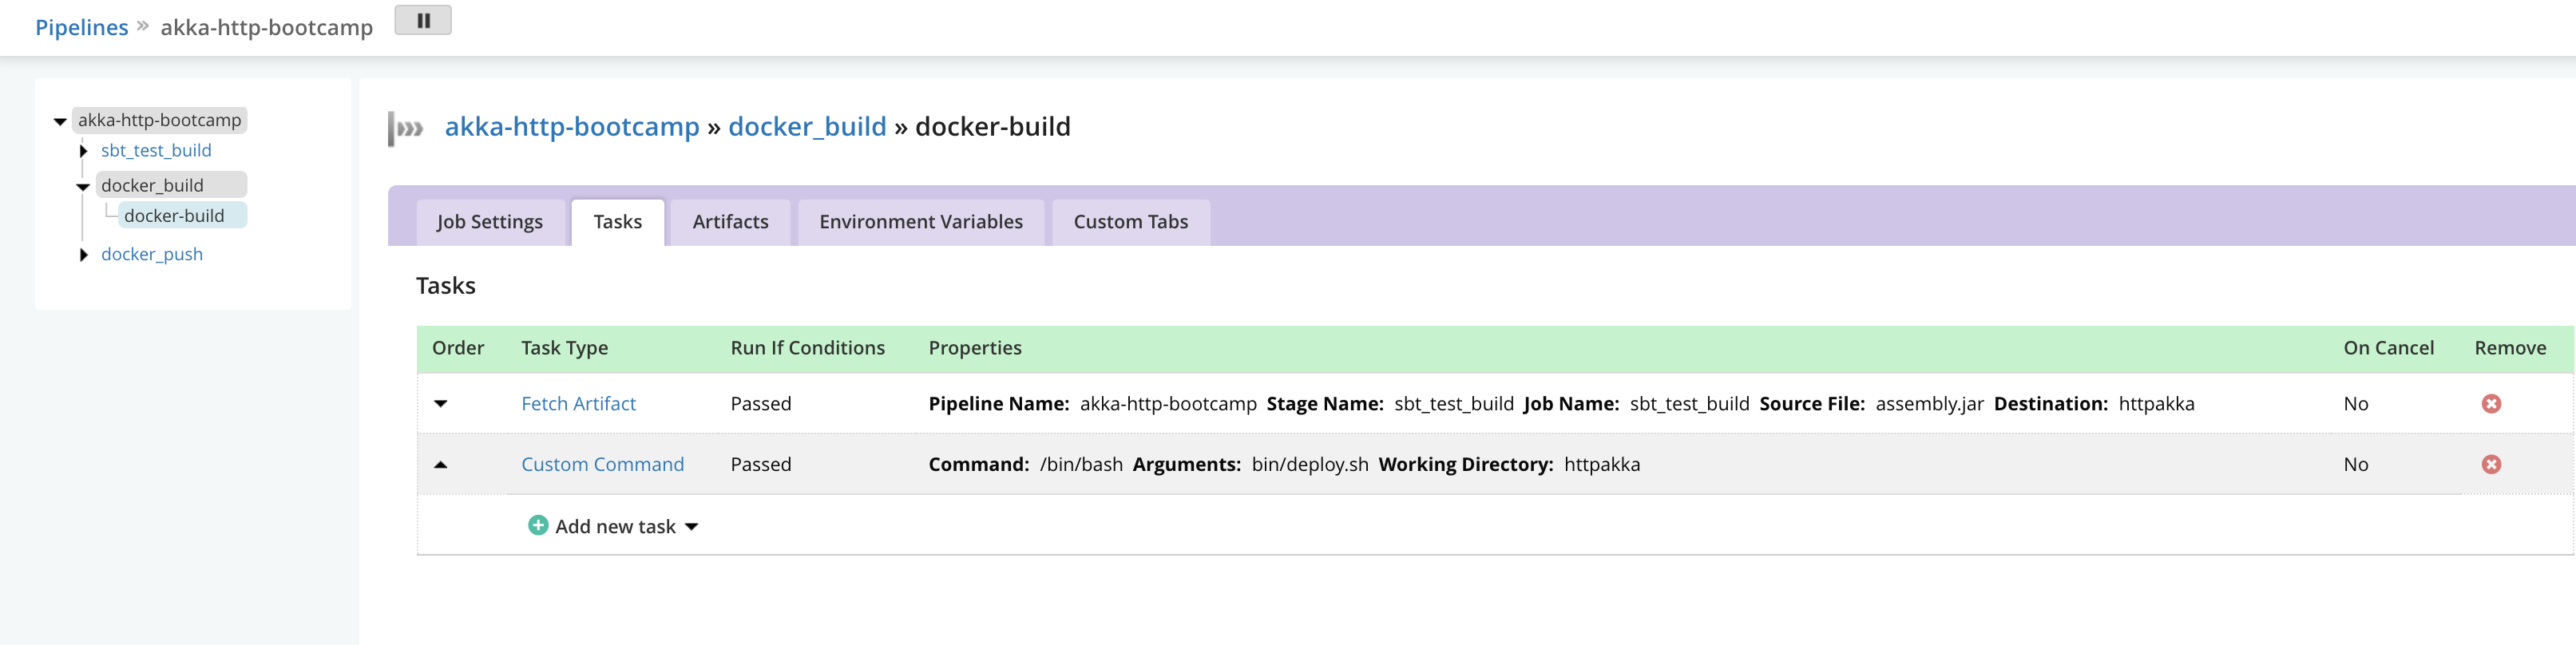 Pipelines » akka-http-bootcamp
akka-http-bootcamp
sbt_test_build
docker_build
docker-build
docker_push
akka-http-bootcamp » docker_build » docker-build
Job Settings Tasks Artifacts Environment Variables Custom Tabs
Tasks
Order Task Type Run If Conditions Properties On Cancel Remove
Fetch Artifact Passed Pipeline Name: akka-http-bootcamp Stage Name: sbt_test_build Job Name: sbt_test_build Source File: assembly.jar Destination: httpakka No
Custom Command Passed Command: /bin/bash Arguments: bin/deploy.sh Working Directory: httpakka No
Add new task